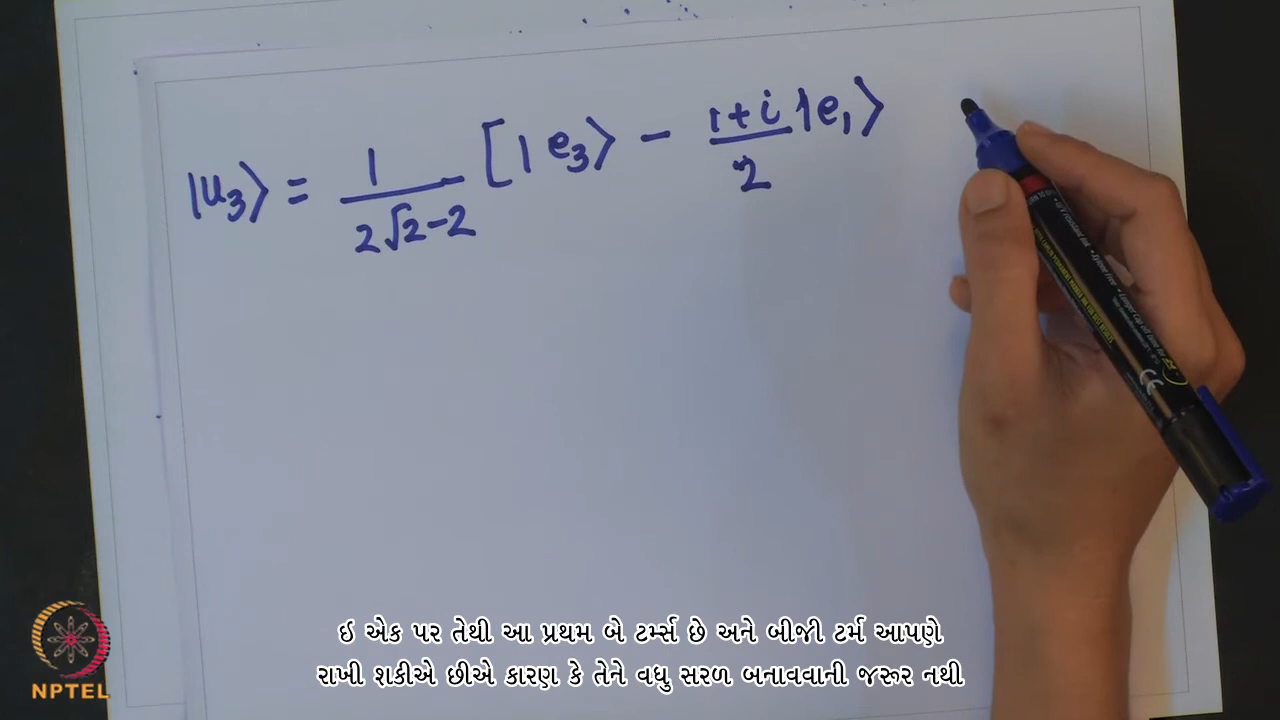 |u₃⟩ = 1/(2√2-2) [|e₃⟩ - (1+i)/2 |e₁⟩
ઈ એક પર તેથી આ પ્રથમ બે ટર્મ્સ છે અને બીજી ટર્મ આપણે
રાખી શકીએ છીએ કારણ કે તેને વધુ સરળ બનાવવાની જરૂર નથી
NPTEL